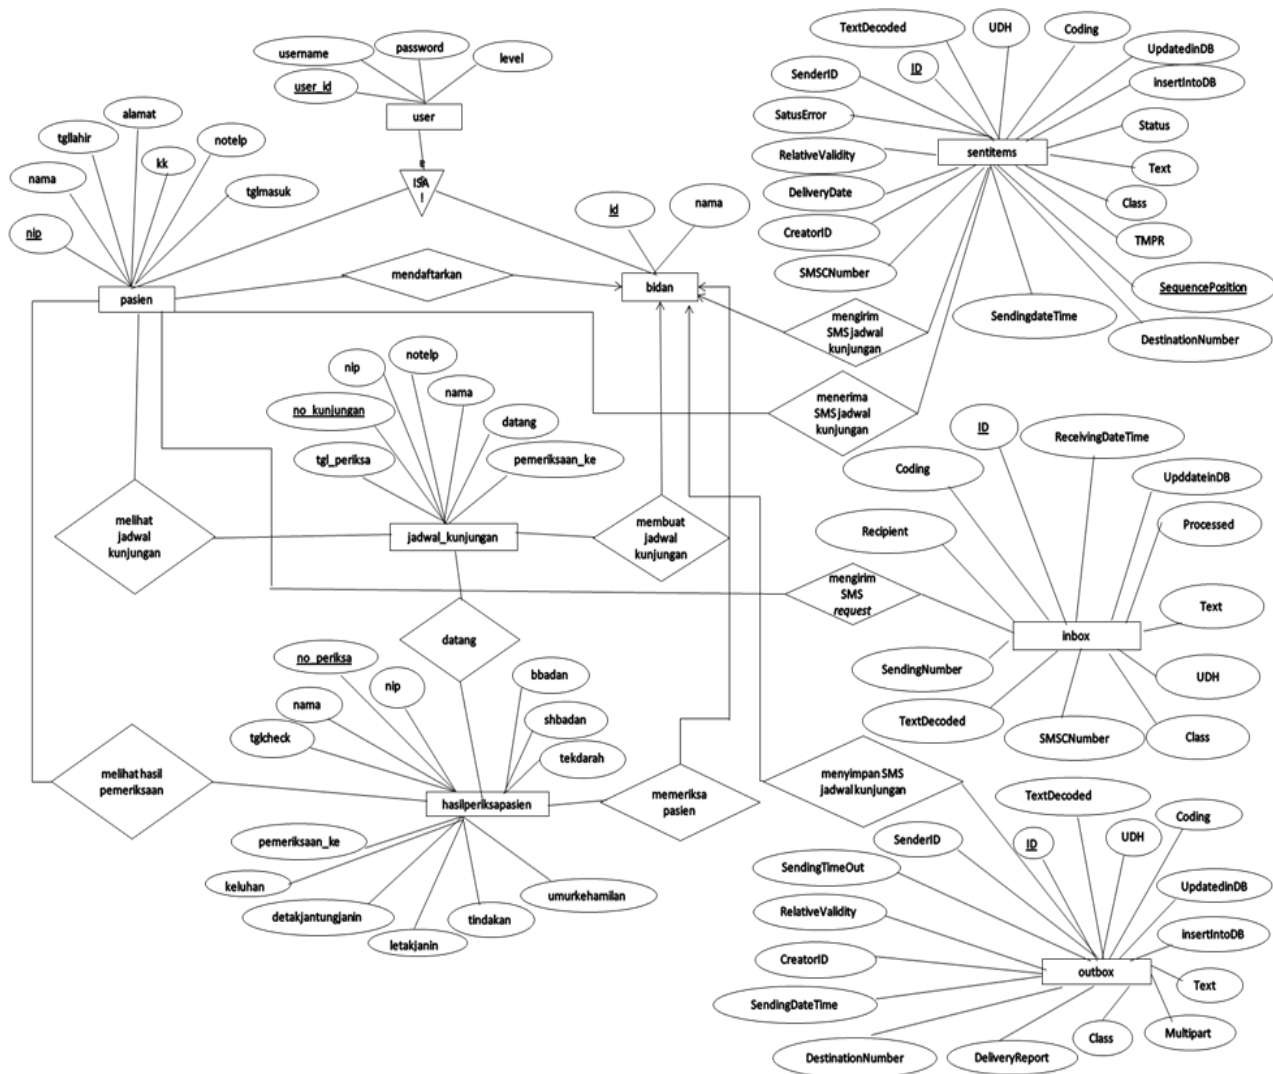 username
password
level
user_id
user
ISA
alamat
tgllahir
kk
notelp
nama
tglmasuk
nip
pasien
mendaftarkan
id
nama
bidan
TextDecoded
UDH
Coding
UpdatedinDB
SenderID
ID
insertIntoDB
SatusError
Status
sentitems
RelativeValidity
Text
DeliveryDate
Class
CreatorID
TMPR
SMSCNumber
SequencePosition
SendingdateTime
DestinationNumber
mengirim
SMS jadwal
kunjungan
menerima
SMS jadwal
kunjungan
nip
notelp
nama
no_kunjungan
datang
tgl_periksa
pemeriksaan_ke
jadwal_kunjungan
melihat
jadwal
kunjungan
membuat
jadwal
kunjungan
ID
ReceivingDateTime
Coding
UpddateinDB
Recipient
Processed
mengirim
SMS
request
Text
inbox
SendingNumber
UDH
TextDecoded
SMSCNumber
Class
datang
no_periksa
nip
bbadan
nama
shbadan
tglcheck
tekdarah
melihat hasil
pemeriksaan
hasilperiksapasien
memeriksa
pasien
pemeriksaan_ke
keluhan
umurkehamilan
detakjantungjanin
tindakan
letakjanin
menyimpan SMS
jadwal kunjungan
TextDecoded
Coding
SenderID
ID
UDH
SendingTimeOut
UpdatedinDB
RelativeValidity
insertIntoDB
CreatorID
outbox
Text
SendingDateTime
Multipart
Class
DestinationNumber
DeliveryReport